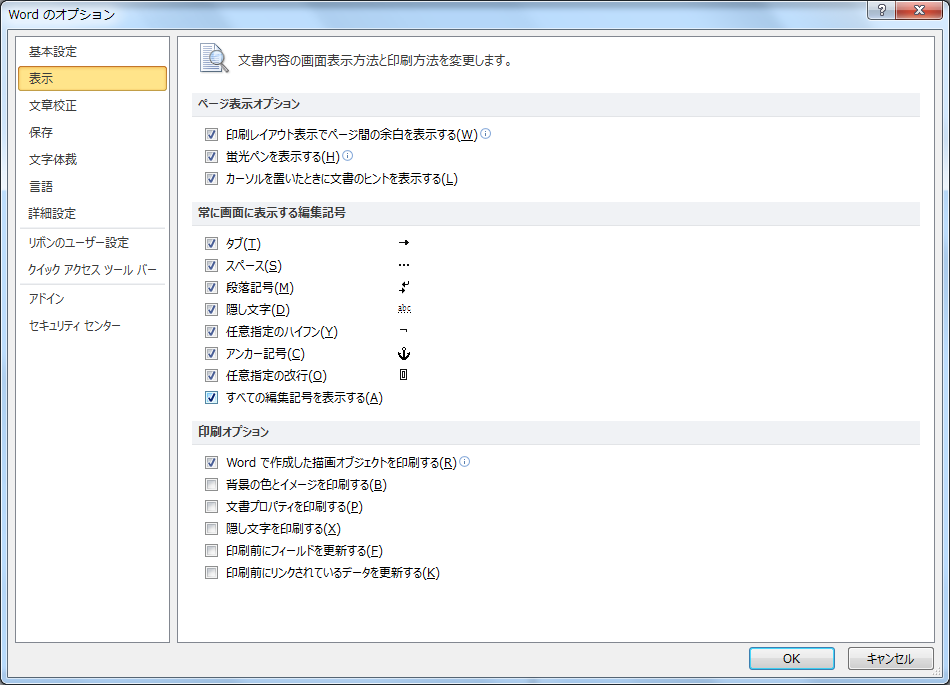 Word のオプション
基本設定
表示
文章校正
保存
文字体裁
言語
詳細設定
リボンのユーザー設定
クイック アクセス ツール バー
アドイン
セキュリティ センター
文書内容の画面表示方法と印刷方法を変更します。
ページ表示オプション
印刷レイアウト表示でページ間の余白を表示する(W)
蛍光ペンを表示する(H)
カーソルを置いたときに文書のヒントを表示する(L)
常に画面に表示する編集記号
タブ(T)
スペース(S)
段落記号(M)
隠し文字(D) abc
任意指定のハイフン(Y)
アンカー記号(C)
任意指定の改行(O)
すべての編集記号を表示する(A)
印刷オプション
Word で作成した描画オブジェクトを印刷する(R)
背景の色とイメージを印刷する(B)
文書プロパティを印刷する(P)
隠し文字を印刷する(X)
印刷前にフィールドを更新する(F)
印刷前にリンクされているデータを更新する(K)
OK キャンセル